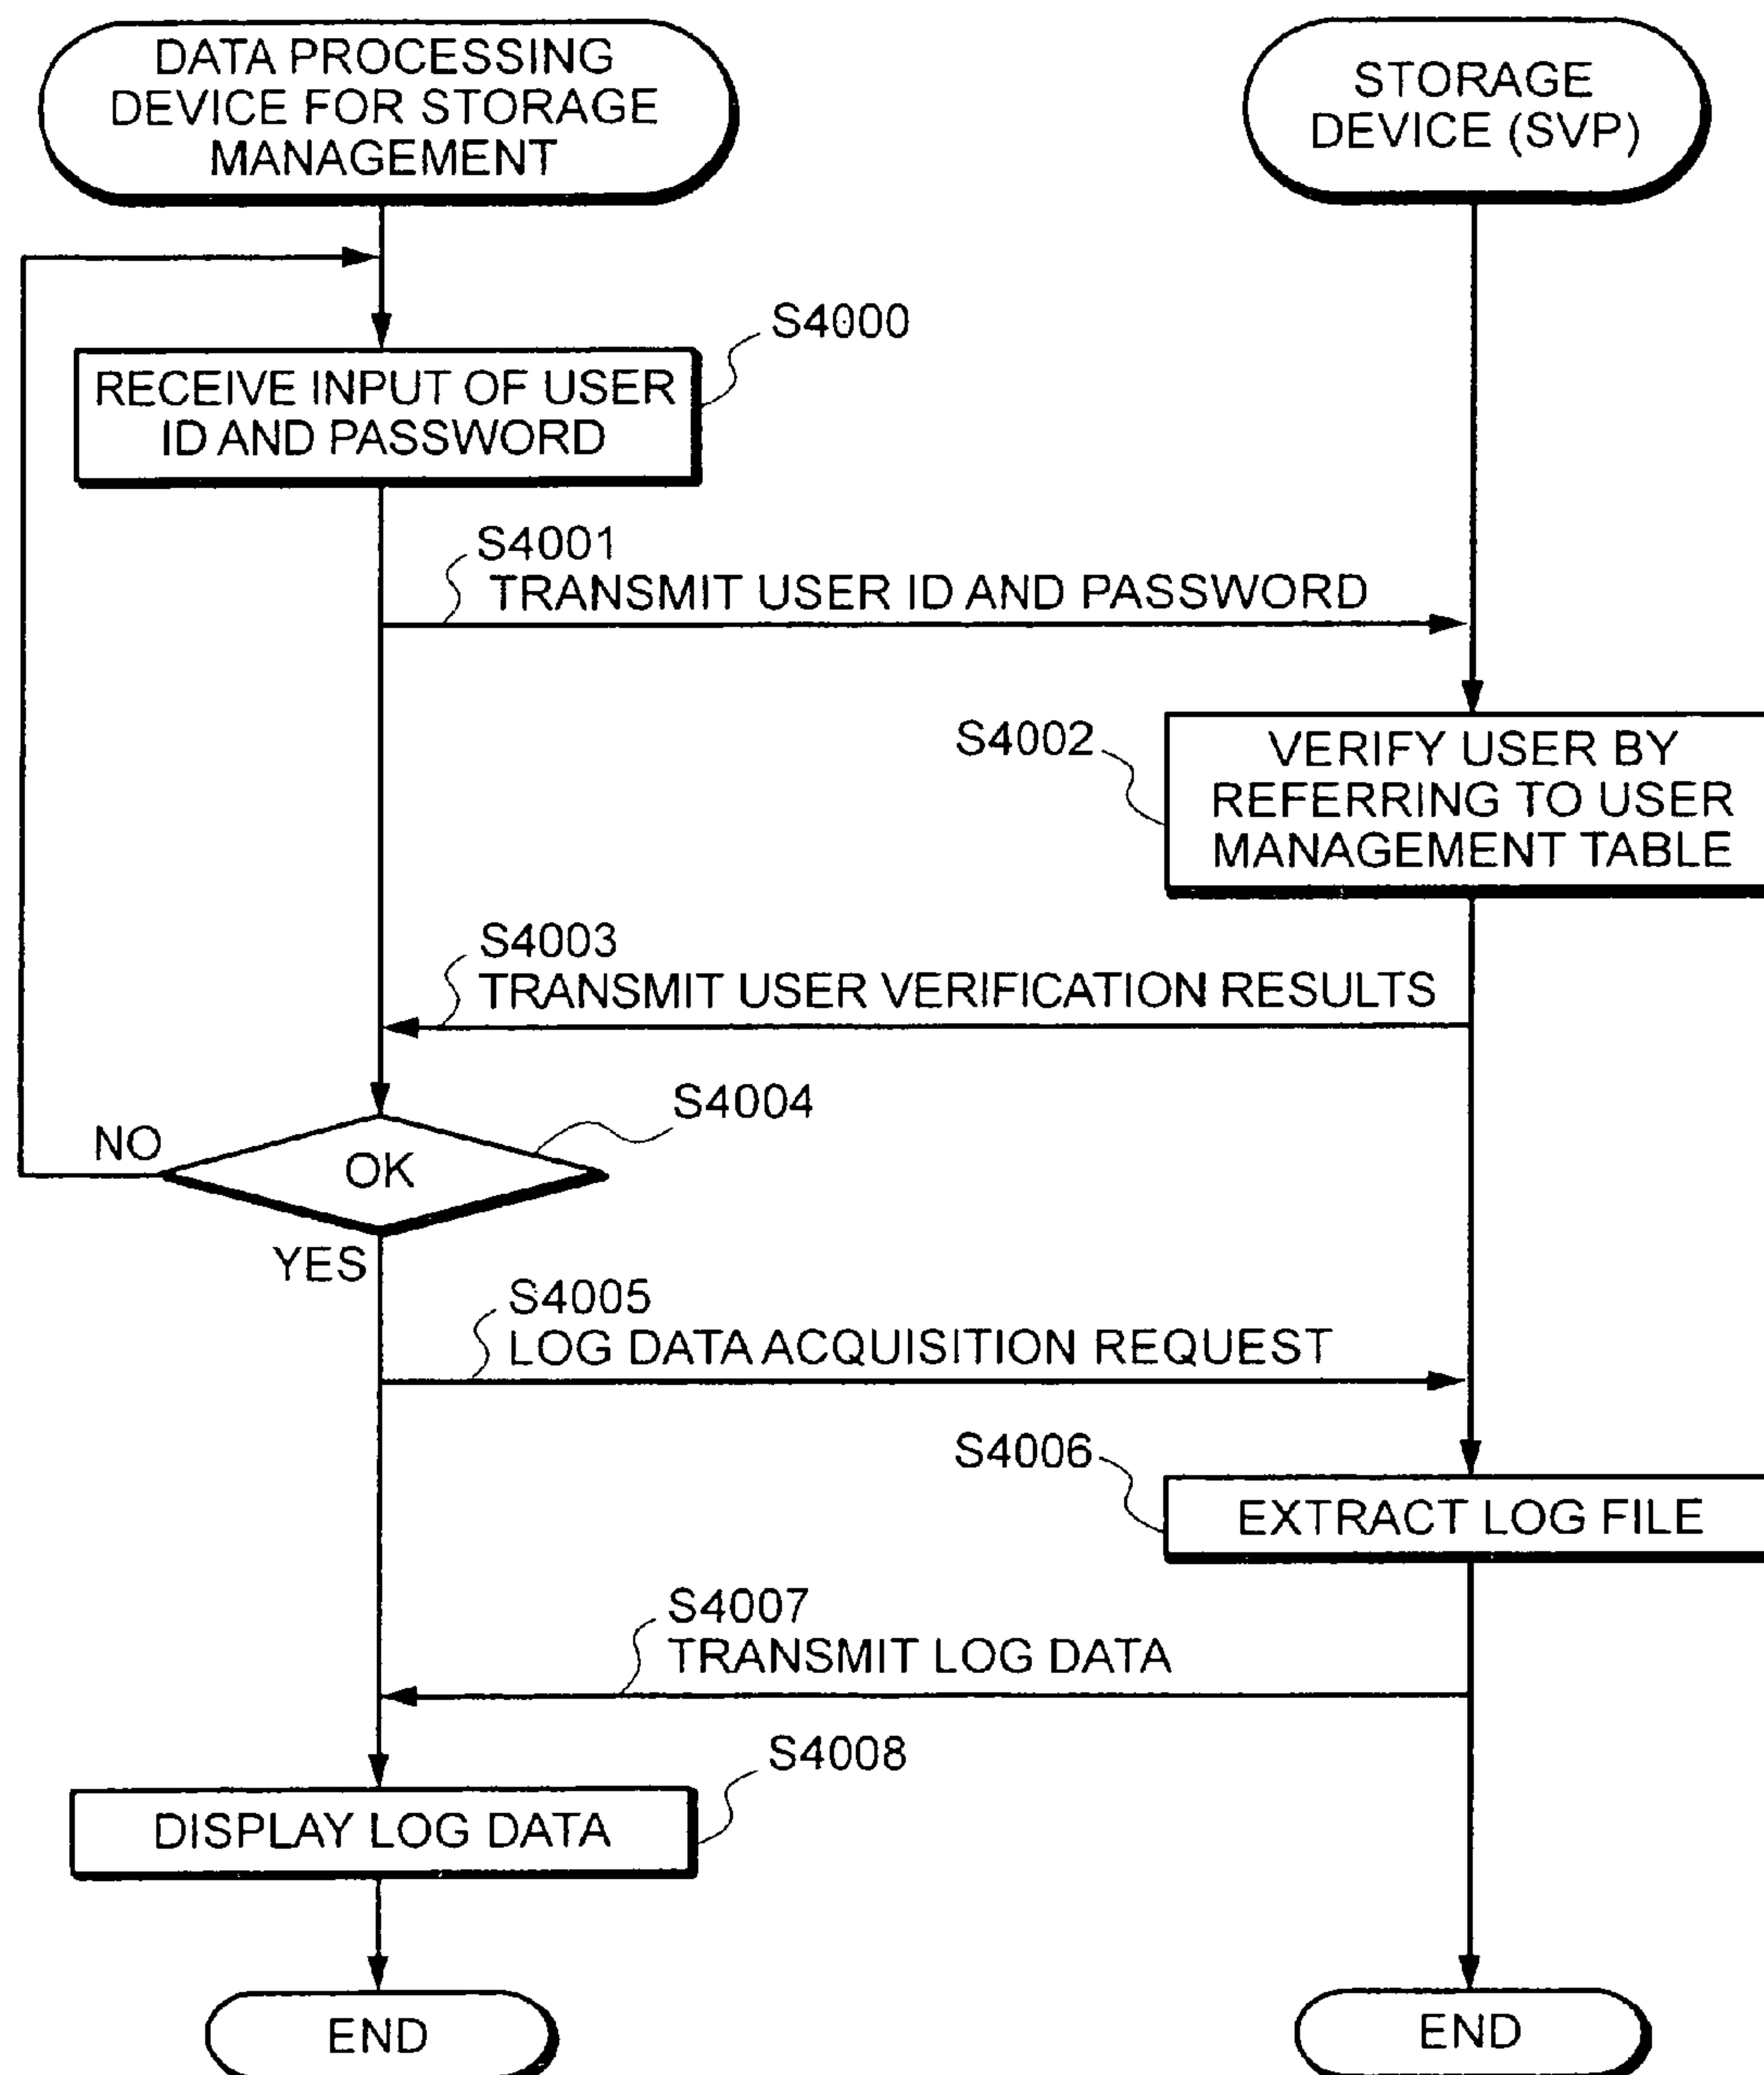 DATA PROCESSING
DEVICE FOR STORAGE
MANAGEMENT
STORAGE
DEVICE (SVP)
S4000
RECEIVE INPUT OF USER
ID AND PASSWORD
S4001
TRANSMIT USER ID AND PASSWORD
S4002
VERIFY USER BY
REFERRING TO USER
MANAGEMENT TABLE
S4003
TRANSMIT USER VERIFICATION RESULTS
S4004
NO
OK
YES
S4005
LOG DATA ACQUISITION REQUEST
S4006
EXTRACT LOG FILE
S4007
TRANSMIT LOG DATA
S4008
DISPLAY LOG DATA
END
END